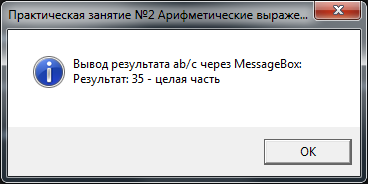 Практическая занятие №2 Арифметические выраже...
Вывод результата ab/c через MessageBox:
Результат: 35 - целая часть
OK